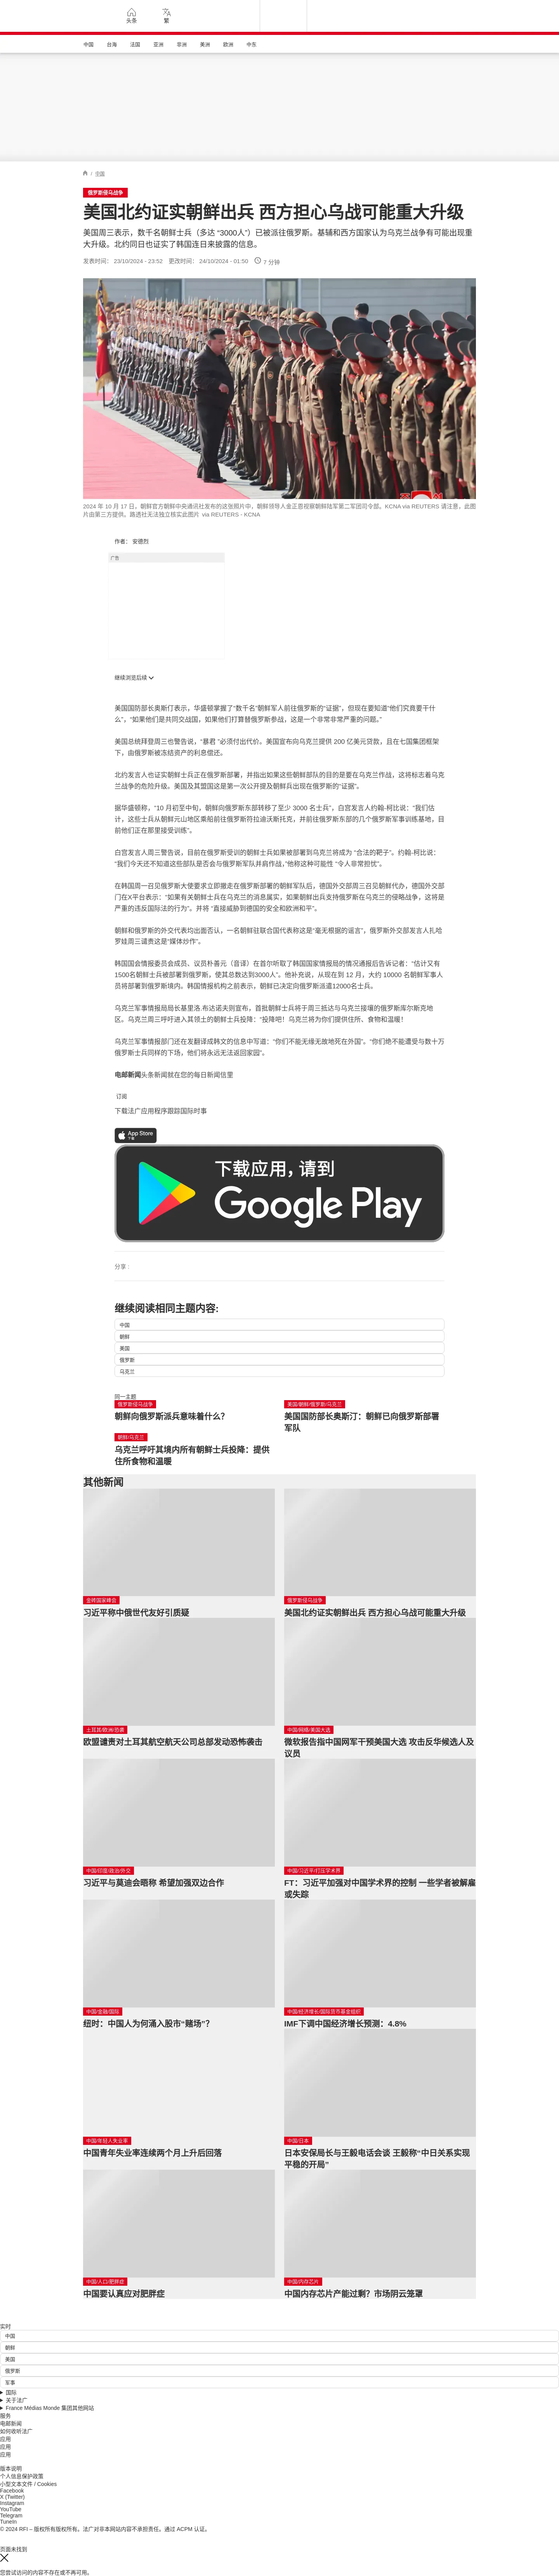 头条
繁
中国
台海
法国
亚洲
非洲
美洲
欧洲
中东
/ 中国
俄罗斯侵乌战争
美国北约证实朝鲜出兵 西方担心乌战可能重大升级
美国周三表示，数千名朝鲜士兵（多达 “3000人”）已被派往俄罗斯。基辅和西方国家认为乌克兰战争有可能出现重大升级。北约同日也证实了韩国连日来披露的信息。
发表时间： 23/10/2024 - 23:52 更改时间： 24/10/2024 - 01:50 7 分钟
2024 年 10 月 17 日，朝鲜官方朝鲜中央通讯社发布的这张照片中，朝鲜领导人金正恩视察朝鲜陆军第二军团司令部。KCNA via REUTERS 请注意，此图片由第三方提供。路透社无法独立核实此图片 via REUTERS - KCNA
作者： 安德烈
广告
继续浏览后续
美国国防部长奥斯汀表示，华盛顿掌握了“数千名”朝鲜军人前往俄罗斯的“证据”，但现在要知道“他们究竟要干什么”，“如果他们是共同交战国，如果他们打算替俄罗斯参战，这是一个非常非常严重的问题。”
美国总统拜登周三也警告说，“暴君 ”必须付出代价。美国宣布向乌克兰提供 200 亿美元贷款，且在七国集团框架下，由俄罗斯被冻结资产的利息偿还。
北约发言人也证实朝鲜士兵正在俄罗斯部署，并指出如果这些朝鲜部队的目的是要在乌克兰作战，这将标志着乌克兰战争的危险升级。美国及其盟国这是第一次公开提及朝鲜兵出现在俄罗斯的“证据”。
据华盛顿称，“10 月初至中旬，朝鲜向俄罗斯东部转移了至少 3000 名士兵”，白宫发言人约翰·柯比说：“我们估计，这些士兵从朝鲜元山地区乘船前往俄罗斯符拉迪沃斯托克，并前往俄罗斯东部的几个俄罗斯军事训练基地，目前他们正在那里接受训练”。
白宫发言人周三警告说，目前在俄罗斯受训的朝鲜士兵如果被部署到乌克兰将成为 “合法的靶子”。约翰-柯比说：“我们今天还不知道这些部队是否会与俄罗斯军队并肩作战，”他称这种可能性 “令人非常担忧”。
在韩国周一召见俄罗斯大使要求立即撤走在俄罗斯部署的朝鲜军队后，德国外交部周三召见朝鲜代办，德国外交部门在X平台表示：“如果有关朝鲜士兵在乌克兰的消息属实，如果朝鲜出兵支持俄罗斯在乌克兰的侵略战争，这将是严重的违反国际法的行为”。并将 “直接威胁到德国的安全和欧洲和平”。
朝鲜和俄罗斯的外交代表均出面否认，一名朝鲜驻联合国代表称这是“毫无根据的谣言”，俄罗斯外交部发言人扎哈罗娃周三谴责这是“媒体炒作”。
韩国国会情报委员会成员、议员朴善元（音译）在首尔听取了韩国国家情报局的情况通报后告诉记者：“估计又有1500名朝鲜士兵被部署到俄罗斯，使其总数达到3000人”。他补充说，从现在到 12 月，大约 10000 名朝鲜军事人员将部署到俄罗斯境内。韩国情报机构之前表示，朝鲜已决定向俄罗斯派遣12000名士兵。
乌克兰军事情报局局长基里洛·布达诺夫则宣布，首批朝鲜士兵将于周三抵达与乌克兰接壤的俄罗斯库尔斯克地区。乌克兰周三呼吁进入其领土的朝鲜士兵投降：“投降吧！乌克兰将为你们提供住所、食物和温暖！
乌克兰军事情报部门还在发翻译成韩文的信息中写道：“你们不能无缘无故地死在外国”。“你们绝不能遭受与数十万俄罗斯士兵同样的下场，他们将永远无法返回家园”。
电邮新闻头条新闻就在您的每日新闻信里
订阅
下载法广应用程序跟踪国际时事
App Store
下载
下载应用，请到
Google Play
分享 :
继续阅读相同主题内容:
中国
朝鲜
美国
俄罗斯
乌克兰
同一主题
俄罗斯侵乌战争
朝鲜向俄罗斯派兵意味着什么？
美国/朝鲜/俄罗斯/乌克兰
美国国防部长奥斯汀：朝鲜已向俄罗斯部署军队
朝鲜/乌克兰
乌克兰呼吁其境内所有朝鲜士兵投降：提供住所食物和温暖
其他新闻
金砖国家峰会
习近平称中俄世代友好引质疑
俄罗斯侵乌战争
美国北约证实朝鲜出兵 西方担心乌战可能重大升级
土耳其/欧洲/恐袭
欧盟谴责对土耳其航空航天公司总部发动恐怖袭击
中国/网络/美国大选
微软报告指中国网军干预美国大选 攻击反华候选人及议员
中国/印度/政治/外交
习近平与莫迪会晤称 希望加强双边合作
中国/习近平/打压学术界
FT：习近平加强对中国学术界的控制 一些学者被解雇或失踪
中国/金融/国际
纽时：中国人为何涌入股市“赌场”？
中国/经济增长/国际货币基金组织
IMF下调中国经济增长预测：4.8%
中国/年轻人失业率
中国青年失业率连续两个月上升后回落
中国/日本
日本安保局长与王毅电话会谈 王毅称“中日关系实现平稳的开局”
中国/人口/肥胖症
中国要认真应对肥胖症
中国/内存芯片
中国内存芯片产能过剩？市场阴云笼罩
实时
中国
朝鲜
美国
俄罗斯
军事
国际
关于法广
France Médias Monde 集团其他网站
服务
电邮新闻
如何收听法广
应用
应用
应用
版本说明
个人信息保护政策
小型文本文件 / Cookies
Facebook
X (Twitter)
Instagram
YouTube
Telegram
TuneIn
© 2024 RFI – 版权所有版权所有。法广对非本网站内容不承担责任。通过 ACPM 认证。
页面未找到
您尝试访问的内容不存在或不再可用。